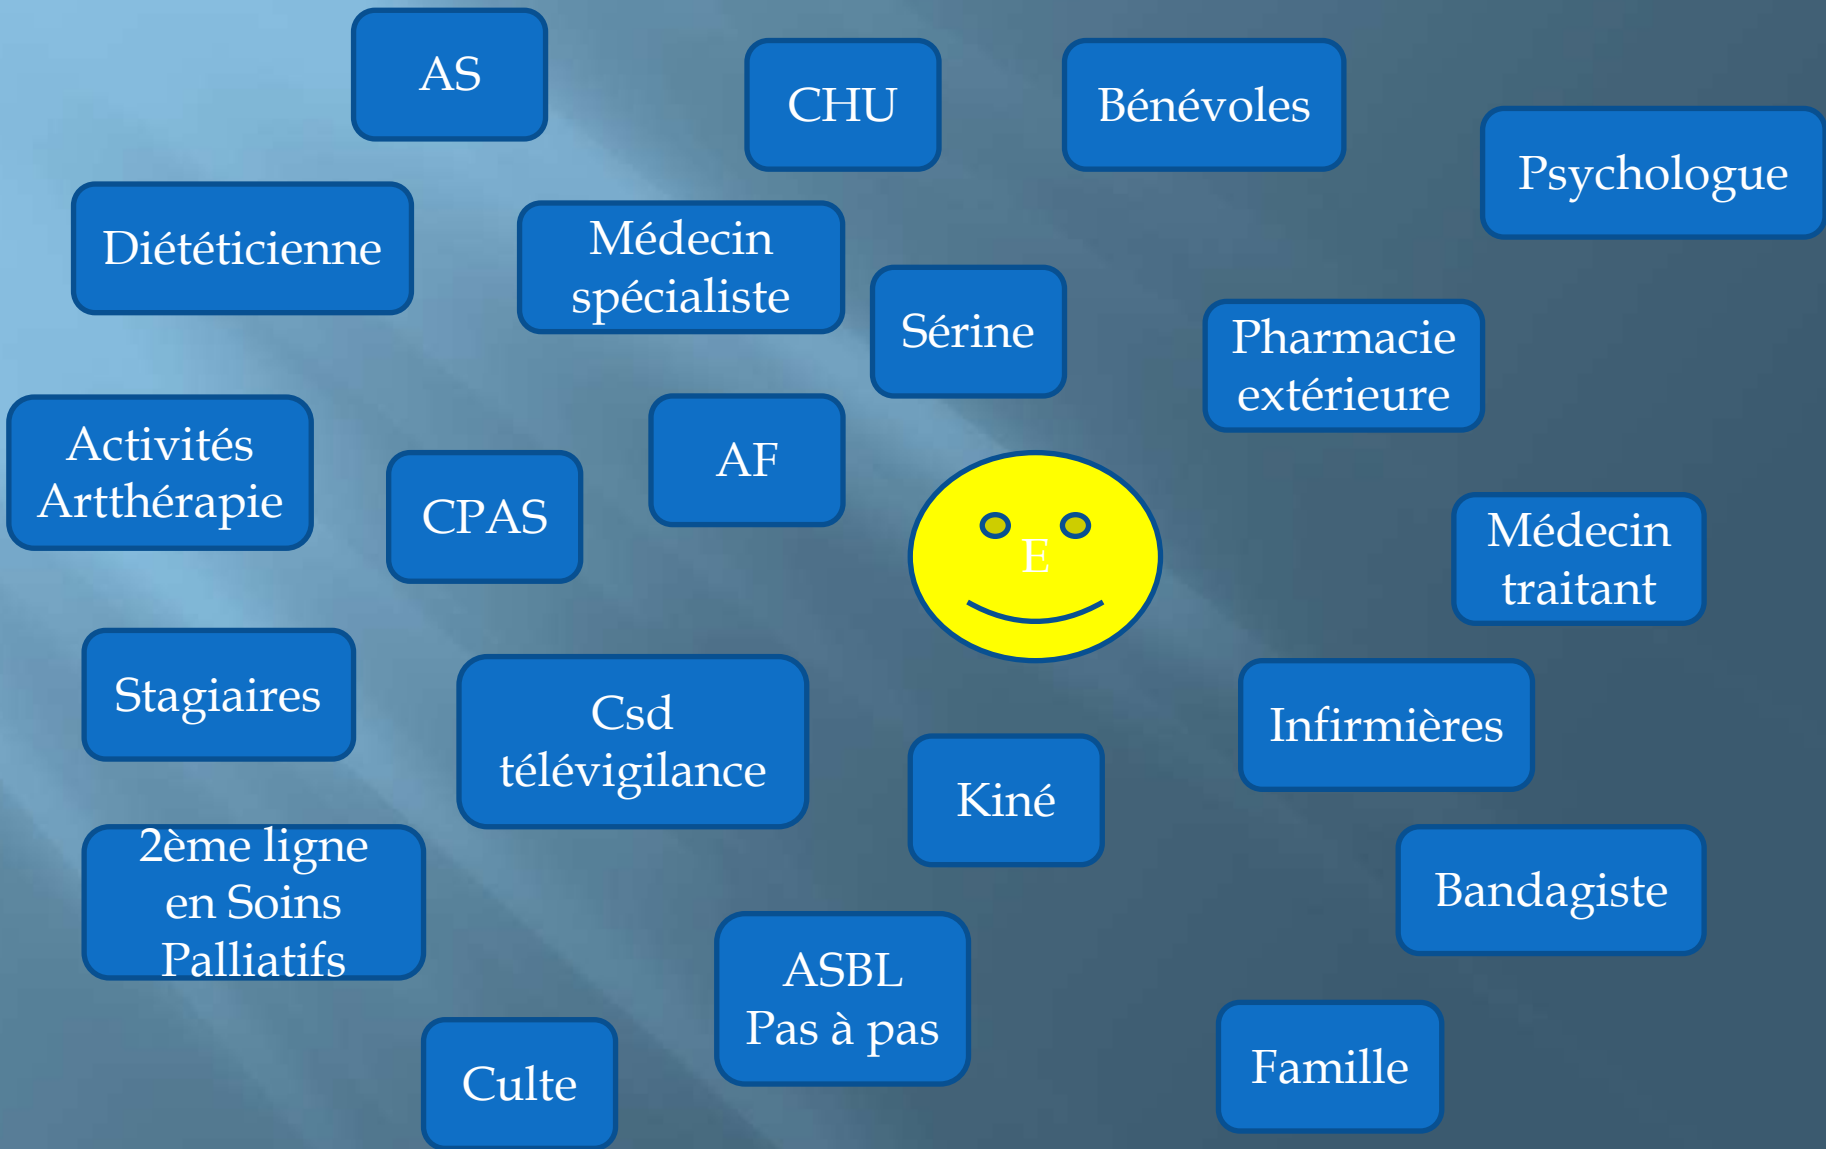 AS
CHU
Bénévoles
Psychologue
Diététicienne
Médecin
spécialiste
Sérine
Pharmacie
extérieure
Activités
Artthérapie
CPAS
AF
E
Médecin
traitant
Stagiaires
Csd
télévigilance
Kiné
Infirmières
2ème ligne
en Soins
Palliatifs
ASBL
Pas à pas
Bandagiste
Culte
Famille